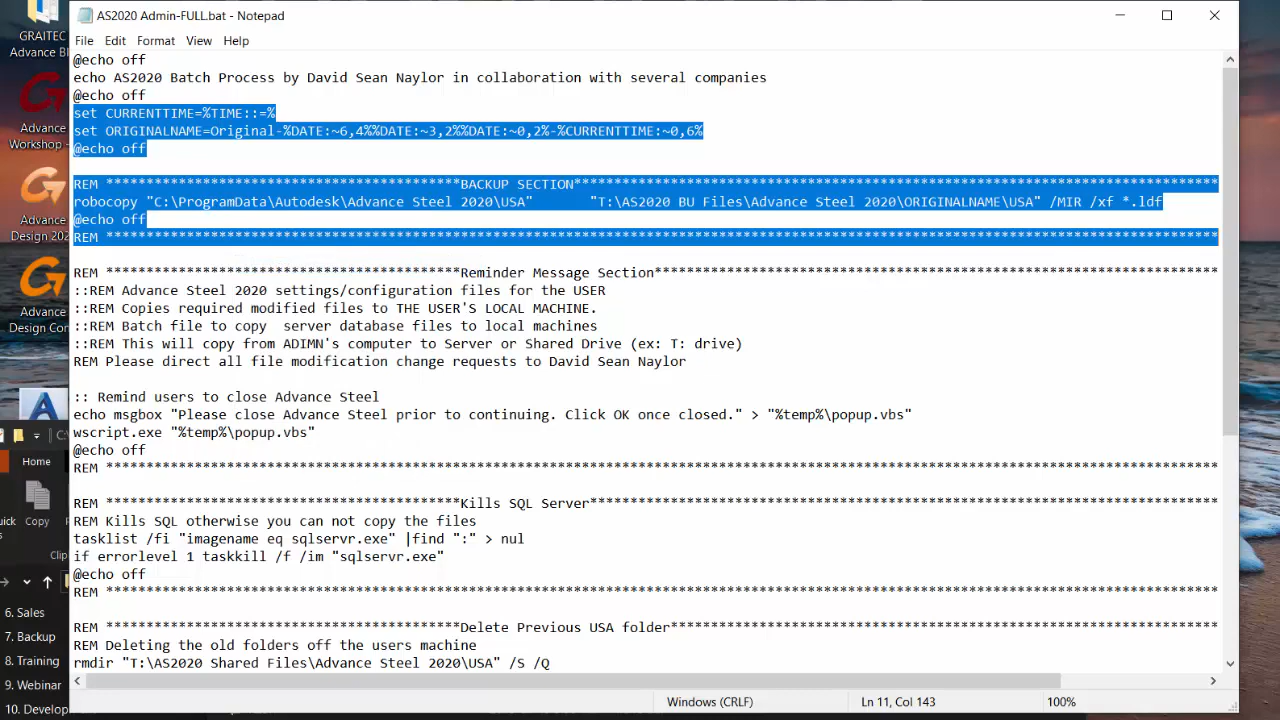 AS2020 Admin-FULL.bat - Notepad
File Edit Format View Help
@echo off
echo AS2020 Batch Process by David Sean Naylor in collaboration with several companies
@echo off
set CURRENTTIME=%TIME::=%
set ORIGINALNAME=Original-%DATE:~6,4%%DATE:~3,2%%DATE:~0,2%-%CURRENTTIME:~0,6%
@echo off
REM ********************************************BACKUP SECTION********************************************************************************
robocopy "C:\ProgramData\Autodesk\Advance Steel 2020\USA" "T:\AS2020 BU Files\Advance Steel 2020\ORIGINALNAME\USA" /MIR /xf *.ldf
@echo off
REM ******************************************************************************************************************************************
REM ********************************************Reminder Message Section**********************************************************************
::REM Advance Steel 2020 settings/configuration files for the USER
::REM Copies required modified files to THE USER'S LOCAL MACHINE.
::REM Batch file to copy  server database files to local machines
::REM This will copy from ADIMN's computer to Server or Shared Drive (ex: T: drive)
REM Please direct all file modification change requests to David Sean Naylor
:: Remind users to close Advance Steel
echo msgbox "Please close Advance Steel prior to continuing. Click OK once closed." > "%temp%\popup.vbs"
wscript.exe "%temp%\popup.vbs"
@echo off
REM ******************************************************************************************************************************************
REM ********************************************Kills SQL Server******************************************************************************
REM Kills SQL otherwise you can not copy the files
tasklist /fi "imagename eq sqlservr.exe" |find ":" > nul
if errorlevel 1 taskkill /f /im "sqlservr.exe"
@echo off
REM ******************************************************************************************************************************************
REM ********************************************Delete Previous USA folder********************************************************************
REM Deleting the old folders off the users machine
rmdir "T:\AS2020 Shared Files\Advance Steel 2020\USA" /S /Q
Windows (CRLF) Ln 11, Col 143 100%
GRAITEC
Advance BI
Advance
Workshop -
Advance
Design 202
Advance
Design Con
Home
Copy
Clip
6. Sales
7. Backup
8. Training
9. Webinar
10. Develop